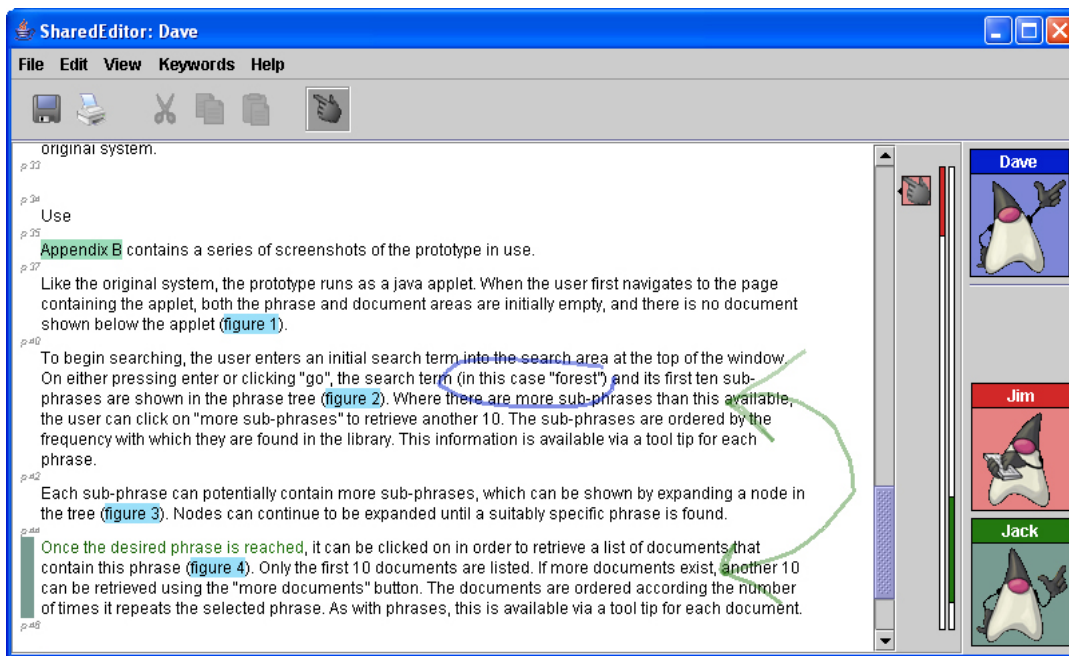 SharedEditor: Dave
File Edit View Keywords Help
original system.
p 33
p 34
Use
p 35
Appendix B contains a series of screenshots of the prototype in use.
p 37
Like the original system, the prototype runs as a java applet. When the user first navigates to the page
containing the applet, both the phrase and document areas are initially empty, and there is no document
shown below the applet (figure 1).
p 40
To begin searching, the user enters an initial search term into the search area at the top of the window.
On either pressing enter or clicking "go", the search term (in this case "forest") and its first ten sub-
phrases are shown in the phrase tree (figure 2). Where there are more sub-phrases than this available,
the user can click on "more sub-phrases" to retrieve another 10. The sub-phrases are ordered by the
frequency with which they are found in the library. This information is available via a tool tip for each
phrase.
p 42
Each sub-phrase can potentially contain more sub-phrases, which can be shown by expanding a node in
the tree (figure 3). Nodes can continue to be expanded until a suitably specific phrase is found.
p 44
Once the desired phrase is reached, it can be clicked on in order to retrieve a list of documents that
contain this phrase (figure 4). Only the first 10 documents are listed. If more documents exist, another 10
can be retrieved using the "more documents" button. The documents are ordered according the number
of times it repeats the selected phrase. As with phrases, this is available via a tool tip for each document.
p 48
Dave
Jim
Jack